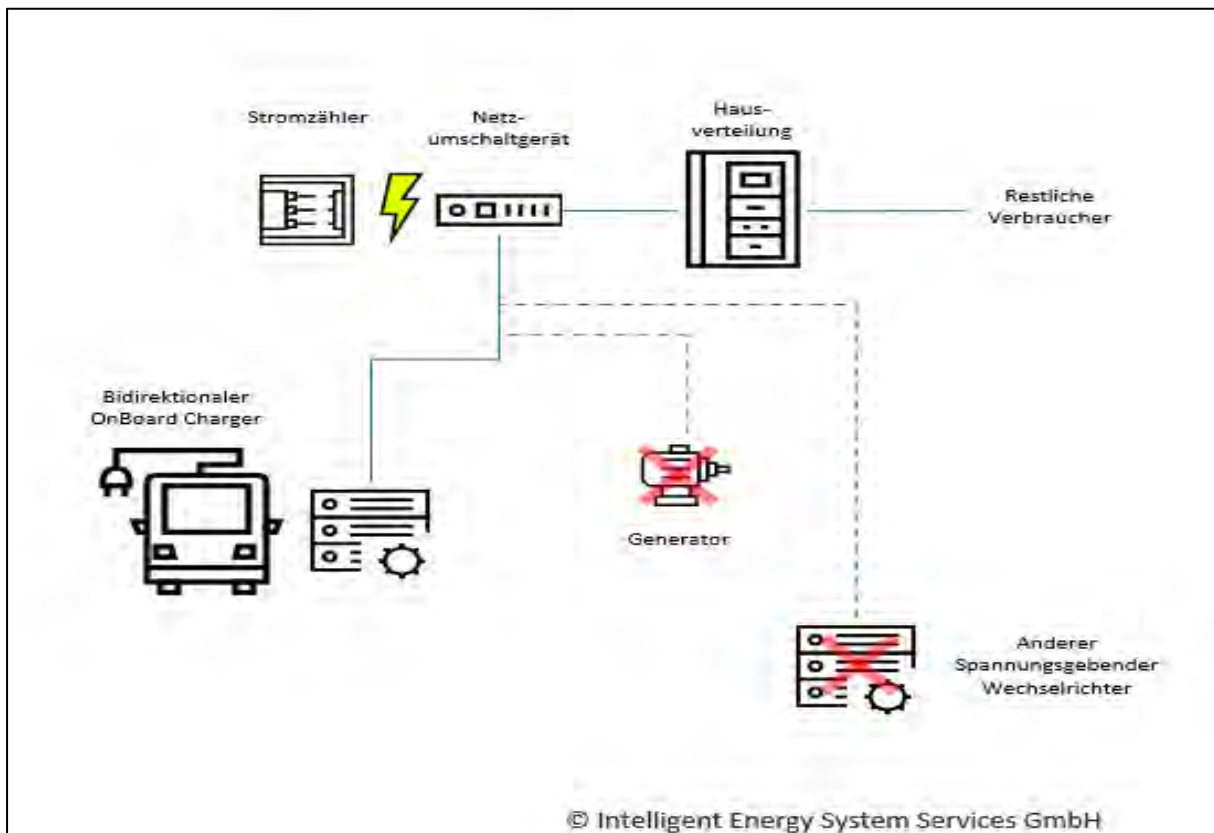 Stromzähler
Netz-
umschaltgerät
Haus-
verteilung
Restliche
Verbraucher
Bidirektionaler
OnBoard Charger
Generator
Anderer
Spannungsgebender
Wechselrichter
© Intelligent Energy System Services GmbH